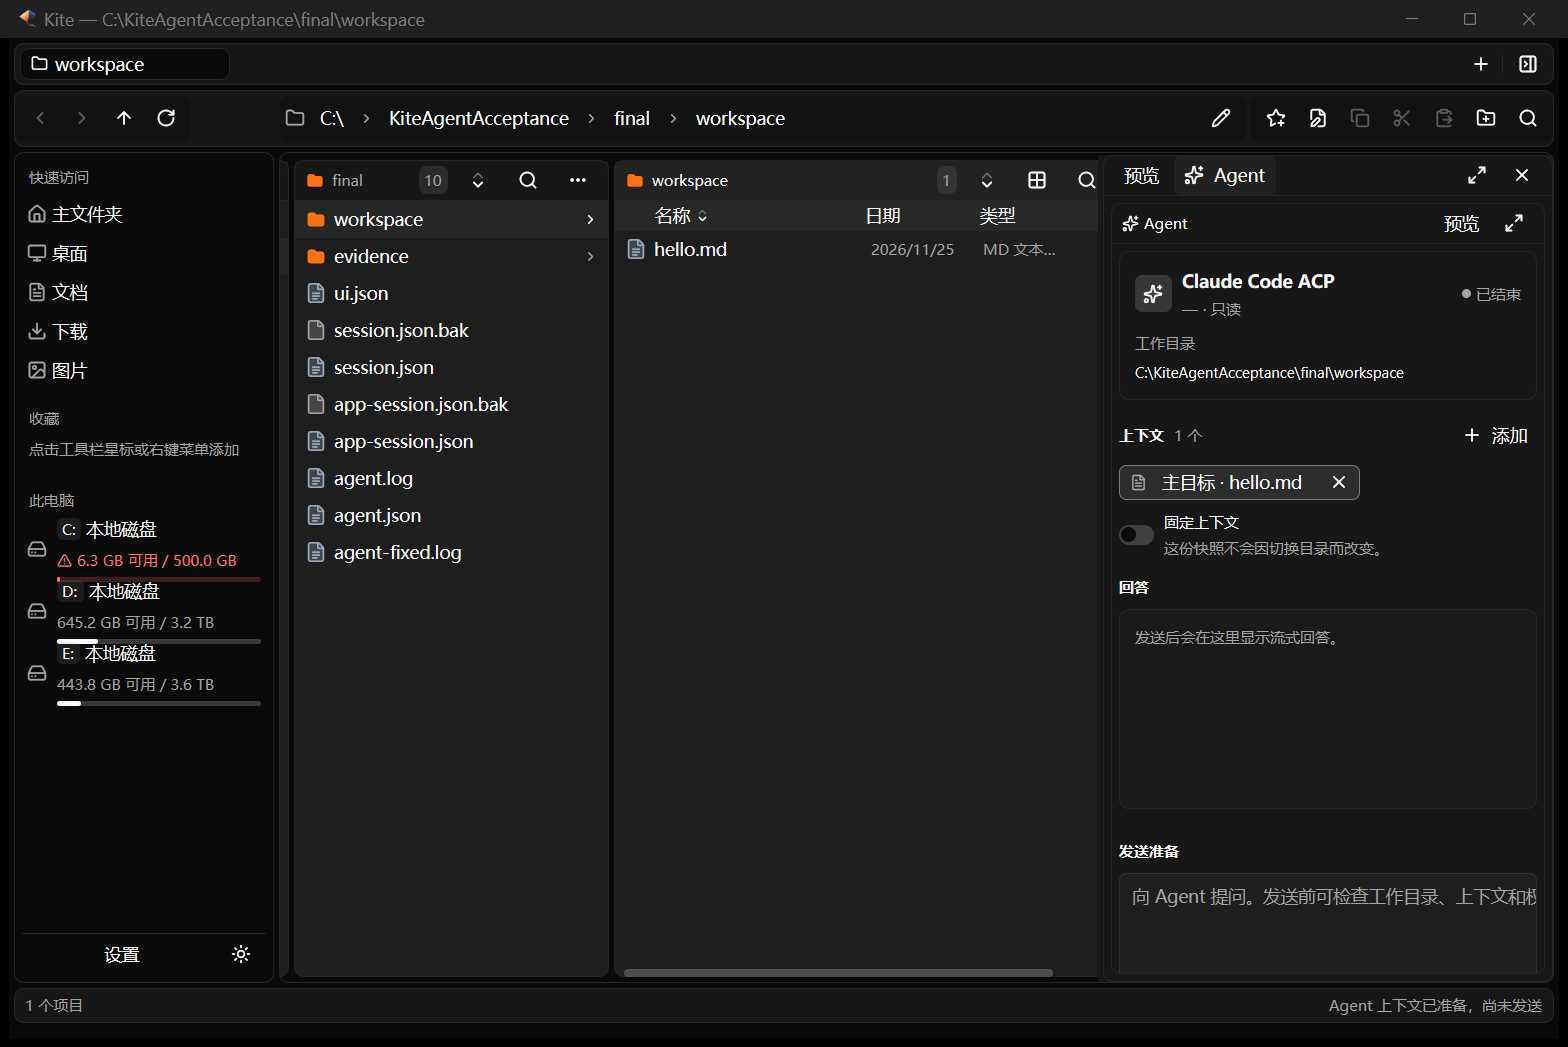 Kite — C:\KiteAgentAcceptance\final\workspace
workspace
C:\ › KiteAgentAcceptance › final › workspace
快速访问
主文件夹
桌面
文档
下载
图片
收藏
点击工具栏星标或右键菜单添加
此电脑
C: 本地磁盘
6.3 GB 可用 / 500.0 GB
D: 本地磁盘
645.2 GB 可用 / 3.2 TB
E: 本地磁盘
443.8 GB 可用 / 3.6 TB
设置
final 10
workspace
evidence
ui.json
session.json.bak
session.json
app-session.json.bak
app-session.json
agent.log
agent.json
agent-fixed.log
workspace 1
名称 日期 类型
hello.md 2026/11/25 MD 文本...
预览 Agent
Agent 预览
Claude Code ACP
— · 只读 已结束
工作目录
C:\KiteAgentAcceptance\final\workspace
上下文 1 个 添加
主目标 · hello.md
固定上下文
这份快照不会因切换目录而改变。
回答
发送后会在这里显示流式回答。
发送准备
向 Agent 提问。发送前可检查工作目录、上下文和权
1 个项目
Agent 上下文已准备，尚未发送